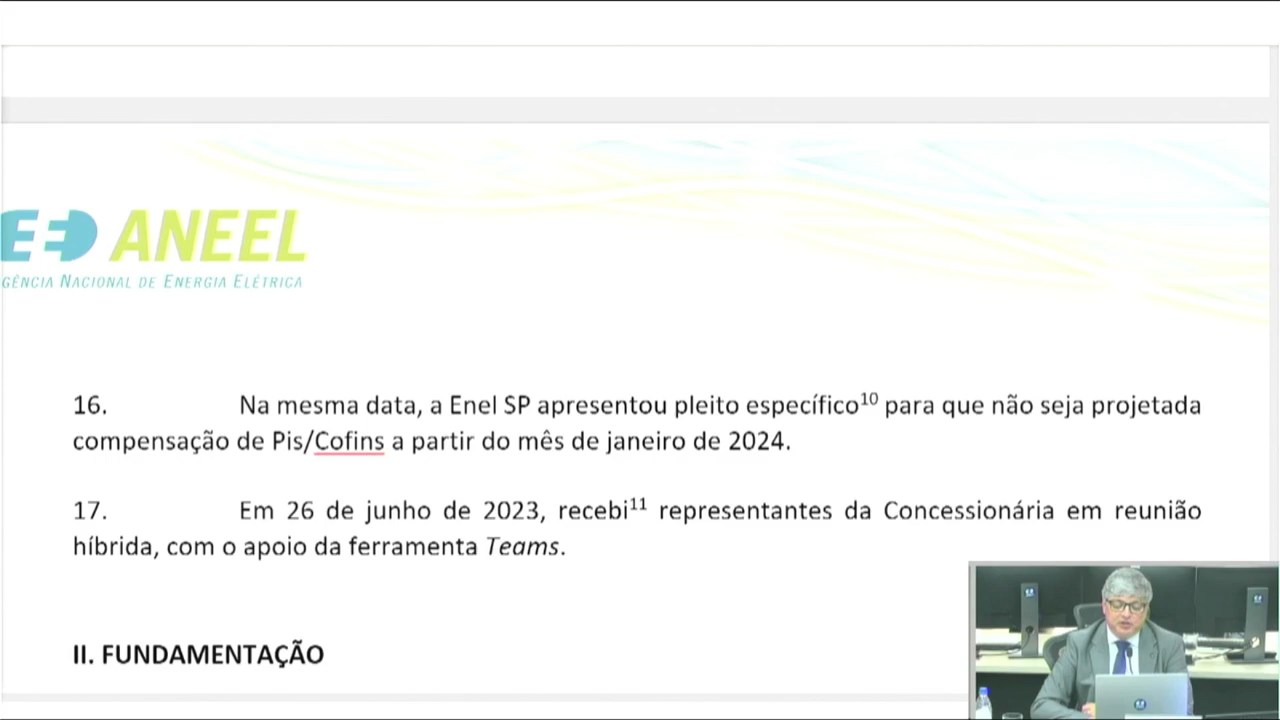 ANEEL
GÊNCIA NACIONAL DE ENERGIA ELÉTRICA
16. Na mesma data, a Enel SP apresentou pleito específico¹⁰ para que não seja projetada
compensação de Pis/Cofins a partir do mês de janeiro de 2024.
17. Em 26 de junho de 2023, recebi¹¹ representantes da Concessionária em reunião
híbrida, com o apoio da ferramenta Teams.
II. FUNDAMENTAÇÃO